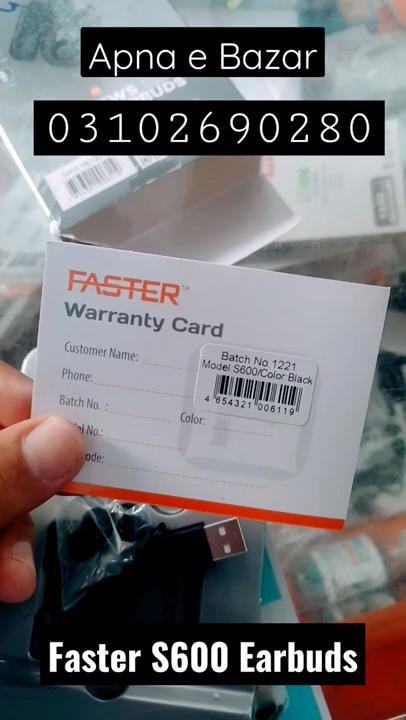 Apna e Bazar
03102690280
EARBUDS
FASTER™
Warranty Card
Customer Name:
Phone:
Batch No. :
Color:
Batch No.1221
Model:S600/Color Black
4 654321 006119
Faster S600 Earbuds